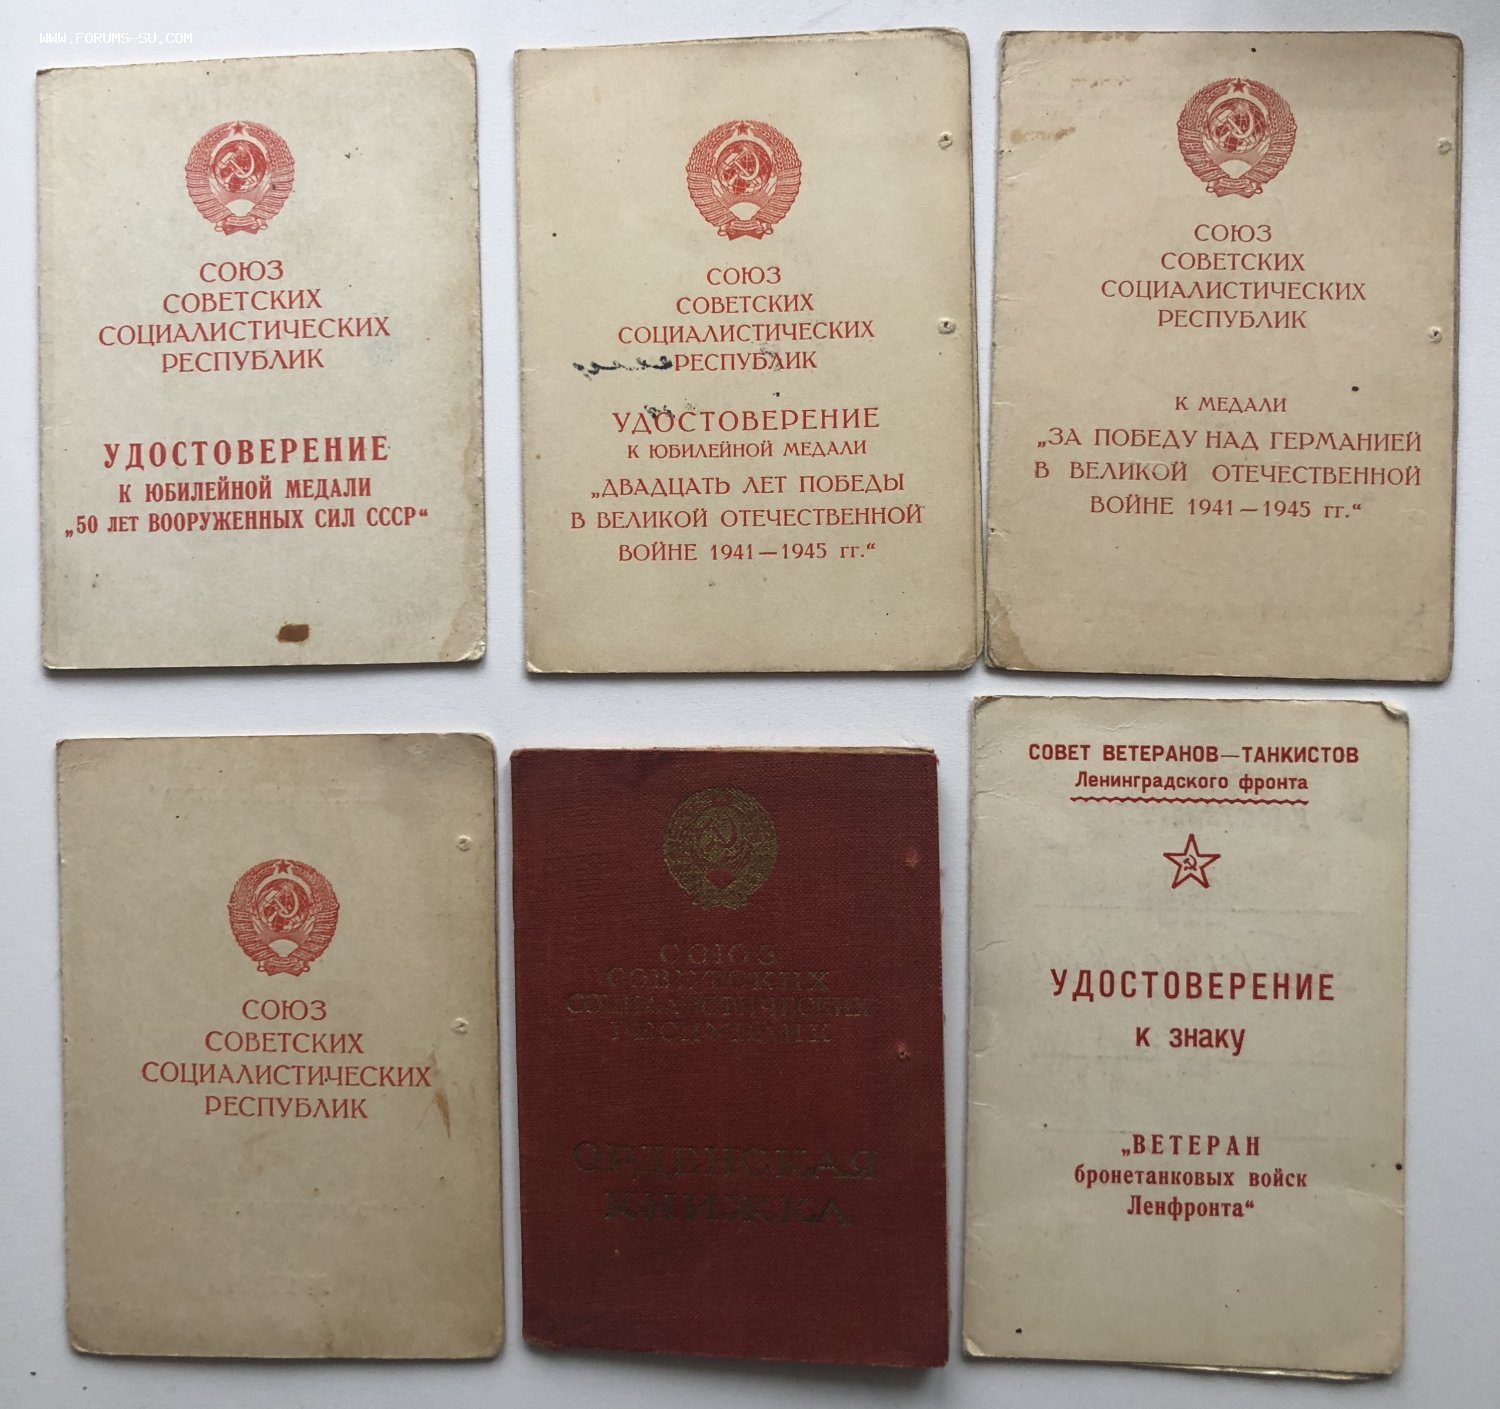 WWW.FORUMS-SU.COM
СОЮЗ
СОВЕТСКИХ
СОЦИАЛИСТИЧЕСКИХ
РЕСПУБЛИК
УДОСТОВЕРЕНИЕ
К ЮБИЛЕЙНОЙ МЕДАЛИ
„50 ЛЕТ ВООРУЖЕННЫХ СИЛ СССР“
СОЮЗ
СОВЕТСКИХ
СОЦИАЛИСТИЧЕСКИХ
РЕСПУБЛИК
УДОСТОВЕРЕНИЕ
К ЮБИЛЕЙНОЙ МЕДАЛИ
„ДВАДЦАТЬ ЛЕТ ПОБЕДЫ
В ВЕЛИКОЙ ОТЕЧЕСТВЕННОЙ
ВОЙНЕ 1941—1945 гг.“
СОЮЗ
СОВЕТСКИХ
СОЦИАЛИСТИЧЕСКИХ
РЕСПУБЛИК
К МЕДАЛИ
„ЗА ПОБЕДУ НАД ГЕРМАНИЕЙ
В ВЕЛИКОЙ ОТЕЧЕСТВЕННОЙ
ВОЙНЕ 1941—1945 гг.“
СОЮЗ
СОВЕТСКИХ
СОЦИАЛИСТИЧЕСКИХ
РЕСПУБЛИК
СОЮЗ
СОВЕТСКИХ
СОЦИАЛИСТИЧЕСКИХ
РЕСПУБЛИК
ОРДЕНСКАЯ
КНИЖКА
СОВЕТ ВЕТЕРАНОВ—ТАНКИСТОВ
Ленинградского фронта
УДОСТОВЕРЕНИЕ
к знаку
„ВЕТЕРАН
бронетанковых войск
Ленфронта“